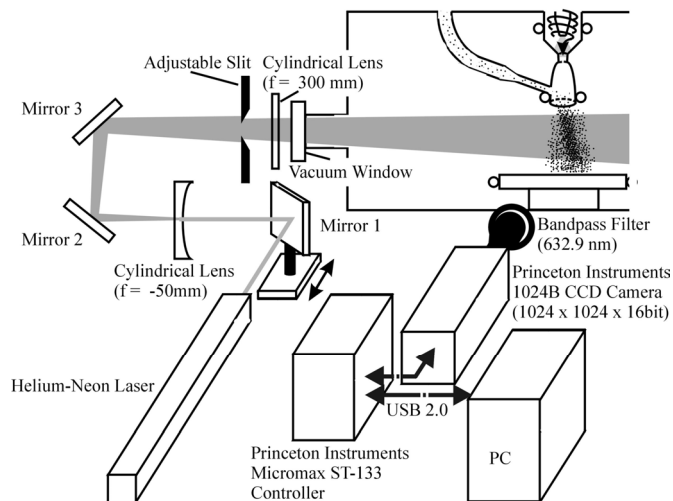 Adjustable Slit
Cylindrical Lens
(f = 300 mm)
Mirror 3
Vacuum Window
Mirror 1
Mirror 2
Cylindrical Lens
(f = -50mm)
Bandpass Filter
(632.9 nm)
Princeton Instruments
1024B CCD Camera
(1024 x 1024 x 16bit)
Helium-Neon Laser
USB 2.0
Princeton Instruments
Micromax ST-133
Controller
PC